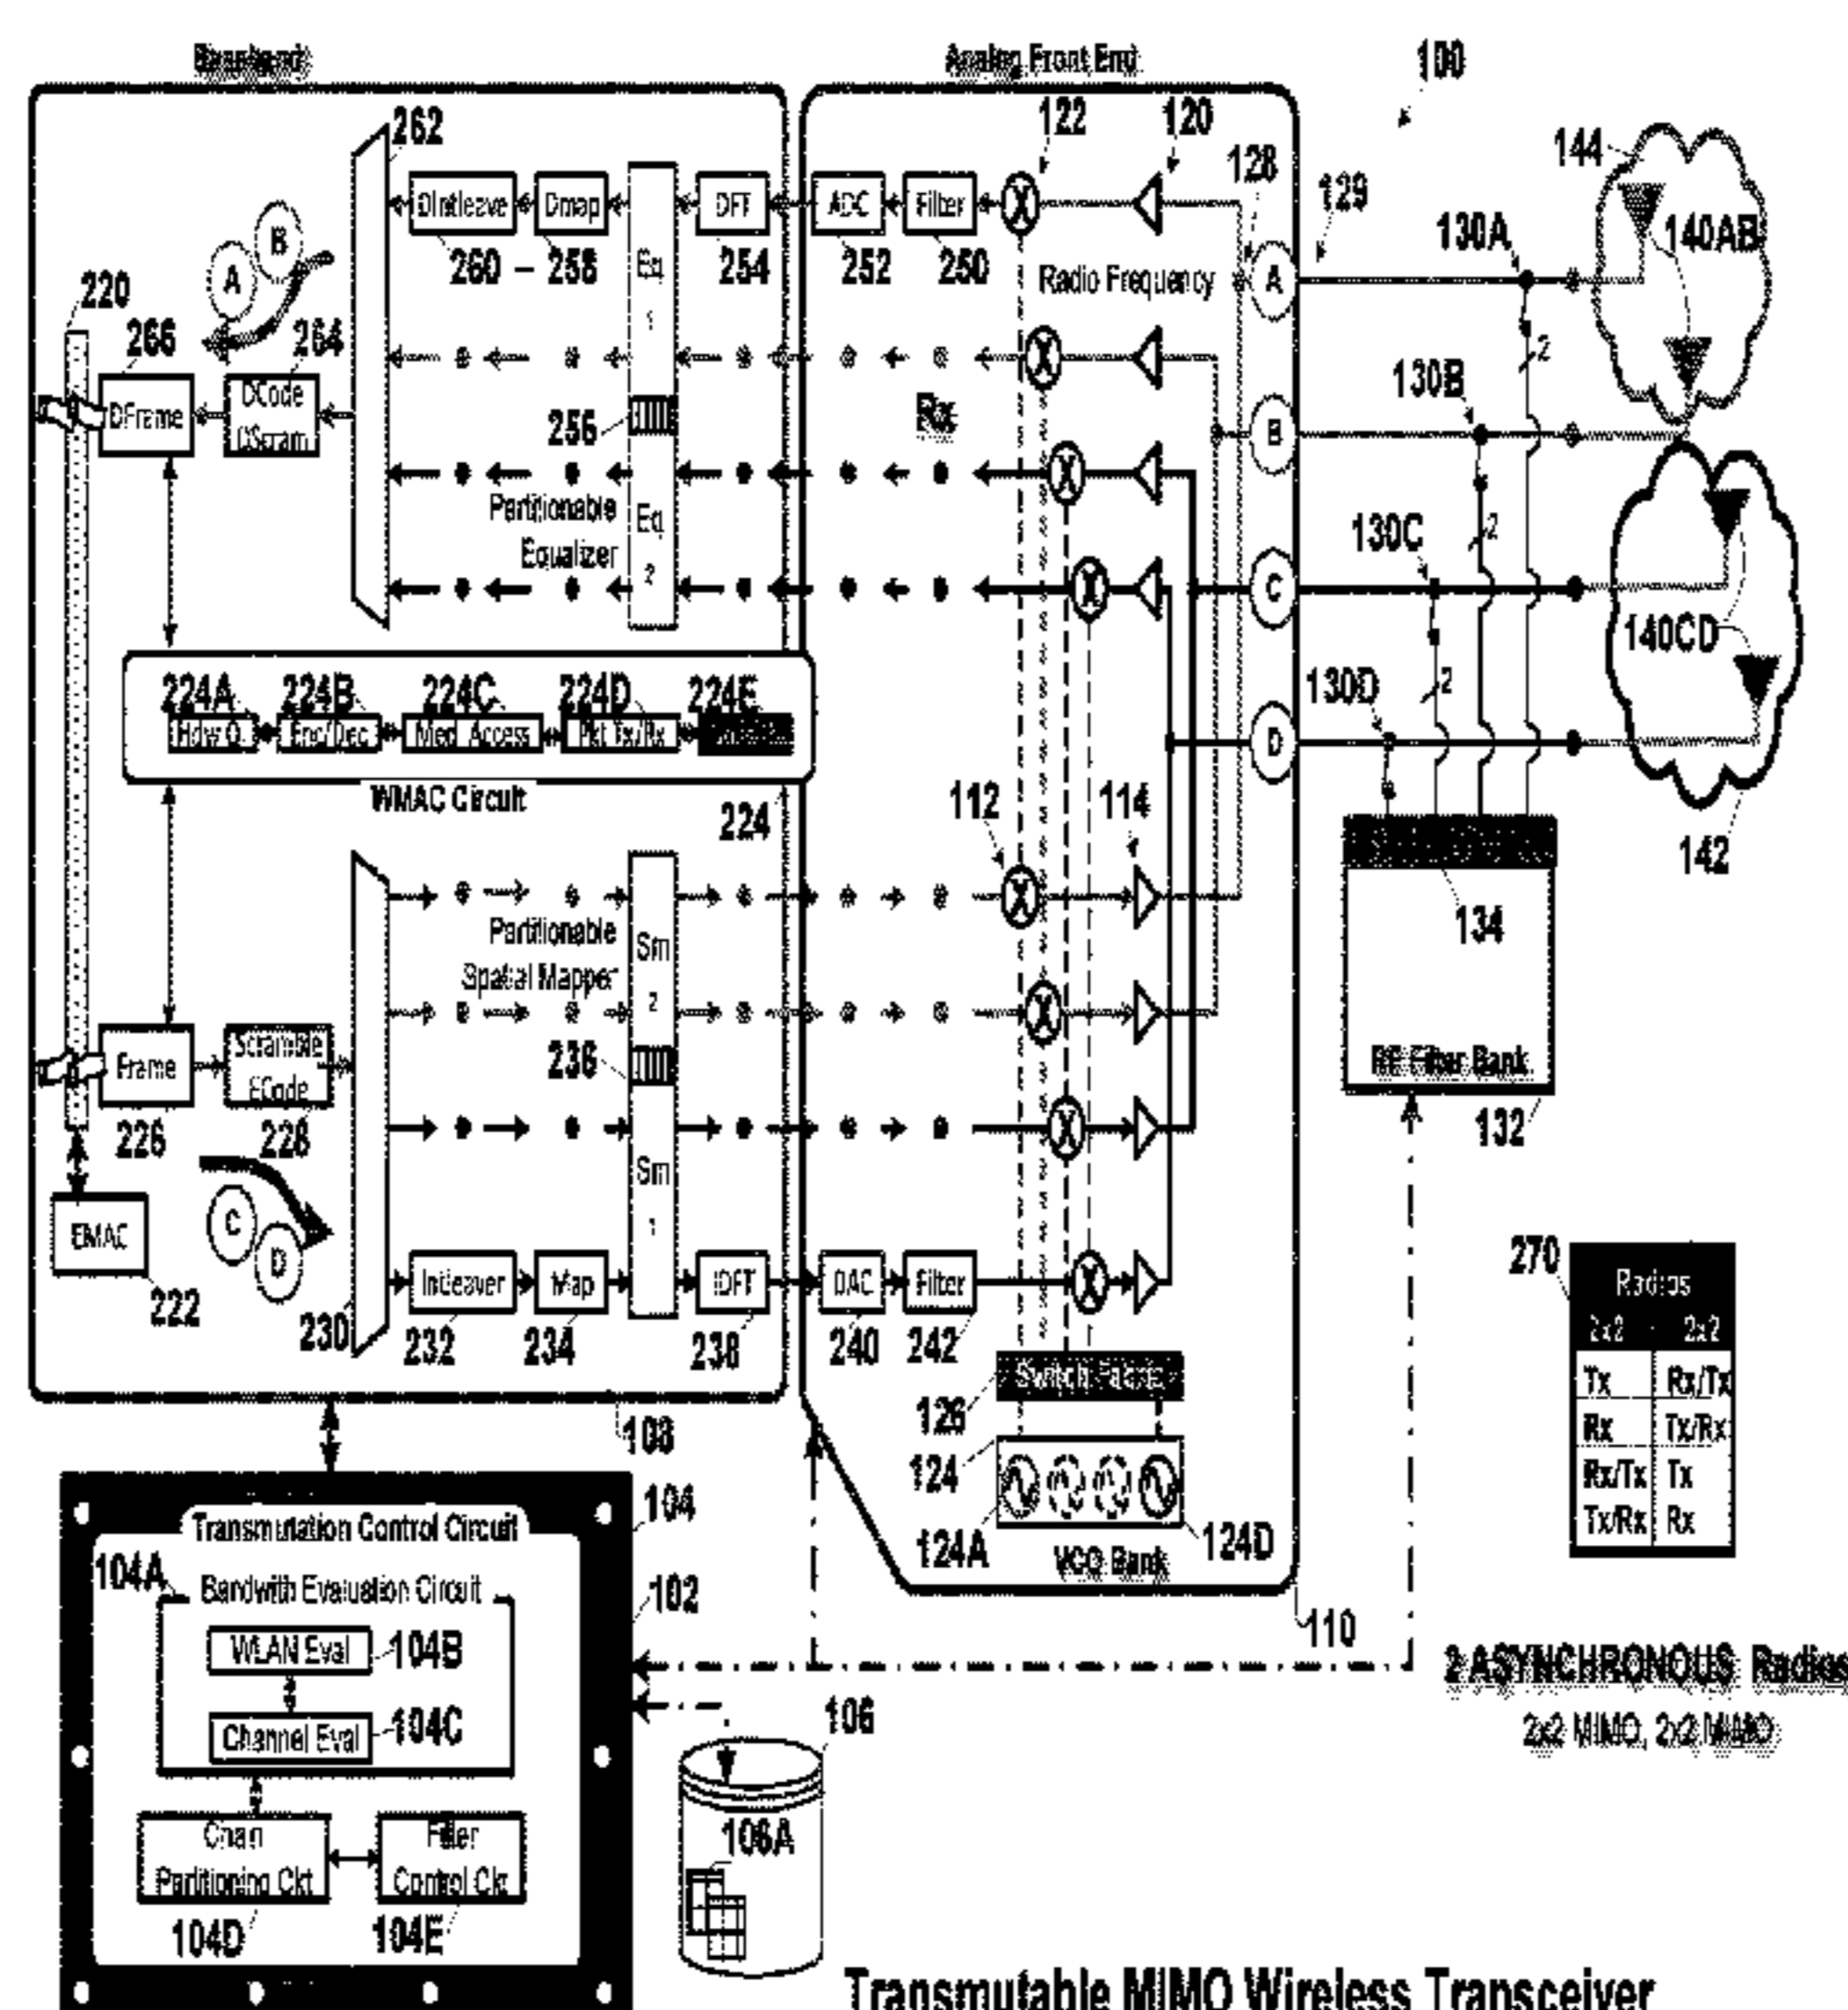 Baseband
Analog Front End
100
262
122
120
144
128
129
DIntleave
Dmap
DFT
ADC
Filter
130A
140AB
B
A
260 – 258
254
252
250
Eq
1
Radio Frequency
A
220
266
264
2
130B
DFrame
DCode
DScram
256
Rx
B
Partitionable
Equalizer
Eq
2
130C
2
C
140CD
224A
224B
224C
224D
224E
130D
2
Hdw Q.
Enc/Dec
Med. Access
Pkt Tx/Rx
D
WMAC Circuit
224
112
114
142
134
Partitionable
Spatial Mapper
Sm
2
Frame
Scramble
ECode
236
RF Filter Bank
226
228
132
Sm
1
EMAC
C
D
222
230
Intleaver
Map
IDFT
DAC
Filter
270
Radios
2x2
2x2
232
234
238
240
242
Switch Fabric
Tx
Rx/Tx
126
Rx
Tx/Rx
108
124
Rx/Tx
Tx
Tx/Rx
Rx
104
Transmutation Control Circuit
124A
VCO Bank
124D
104A
Bandwith Evaluation Circuit
102
110
WLAN Eval
104B
2 ASYNCHRONOUS Radios
2x2 MIMO, 2x2 MIMO
Channel Eval
104C
106
Chain
Partitioning Ckt
Filter
Control Ckt
106A
104D
104E
Transmutable MIMO Wireless Transceiver